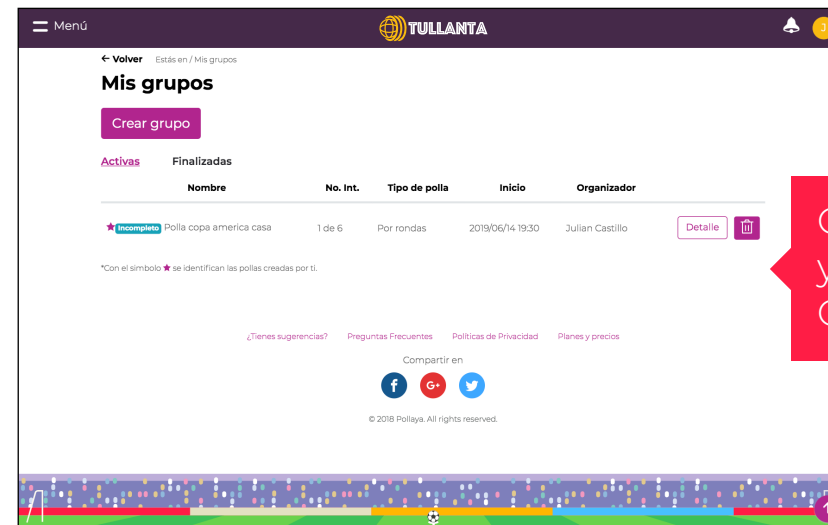 Menú
TULLANTA
J
← Volver Estás en / Mis grupos
Mis grupos
Crear grupo
Activas Finalizadas
Nombre No. Int. Tipo de polla Inicio Organizador
★ Incompleto Polla copa america casa 1 de 6 Por rondas 2019/06/14 19:30 Julian Castillo Detalle
*Con el simbolo ★ se identifican las pollas creadas por ti.
¿Tienes sugerencias? Preguntas Frecuentes Políticas de Privacidad Planes y precios
Compartir en
f G+
© 2018 Pollaya. All rights reserved.